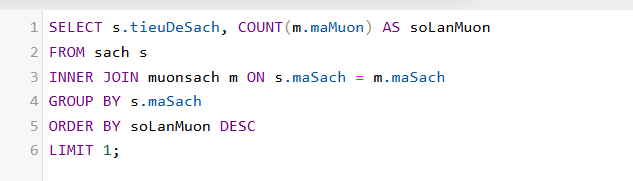 1 SELECT s.tieuDeSach, COUNT(m.maMuon) AS soLanMuon
2 FROM sach s
3 INNER JOIN muonsach m ON s.maSach = m.maSach
4 GROUP BY s.maSach
5 ORDER BY soLanMuon DESC
6 LIMIT 1;